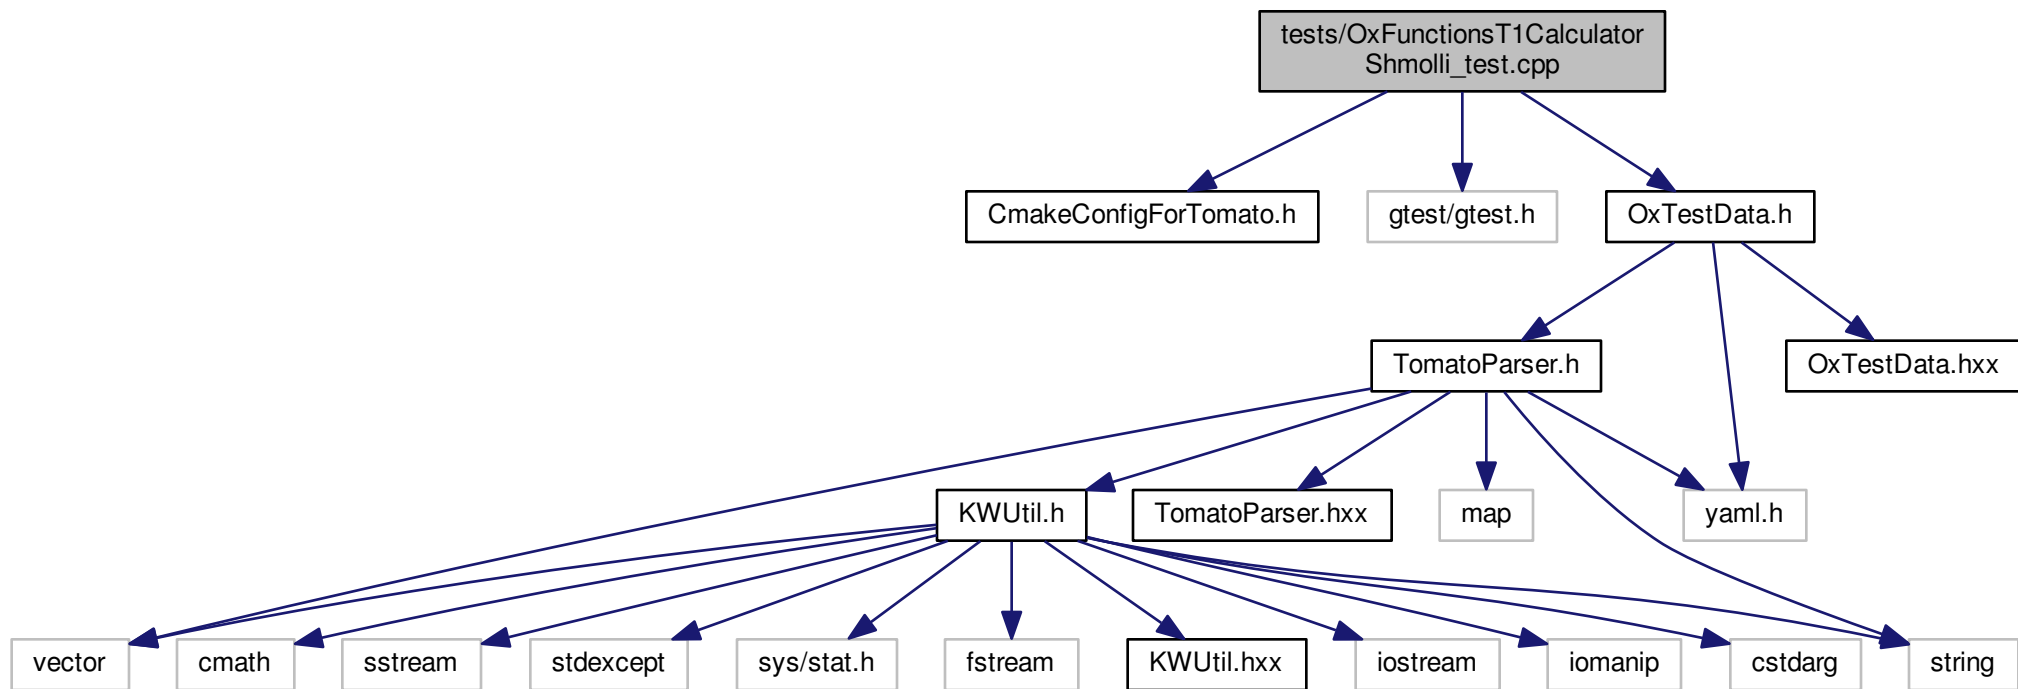 tests/OxFunctionsT1Calculator
Shmolli_test.cpp
CmakeConfigForTomato.h
gtest/gtest.h
OxTestData.h
TomatoParser.h
OxTestData.hxx
KWUtil.h
TomatoParser.hxx
map
yaml.h
vector
cmath
sstream
stdexcept
sys/stat.h
fstream
KWUtil.hxx
iostream
iomanip
cstdarg
string